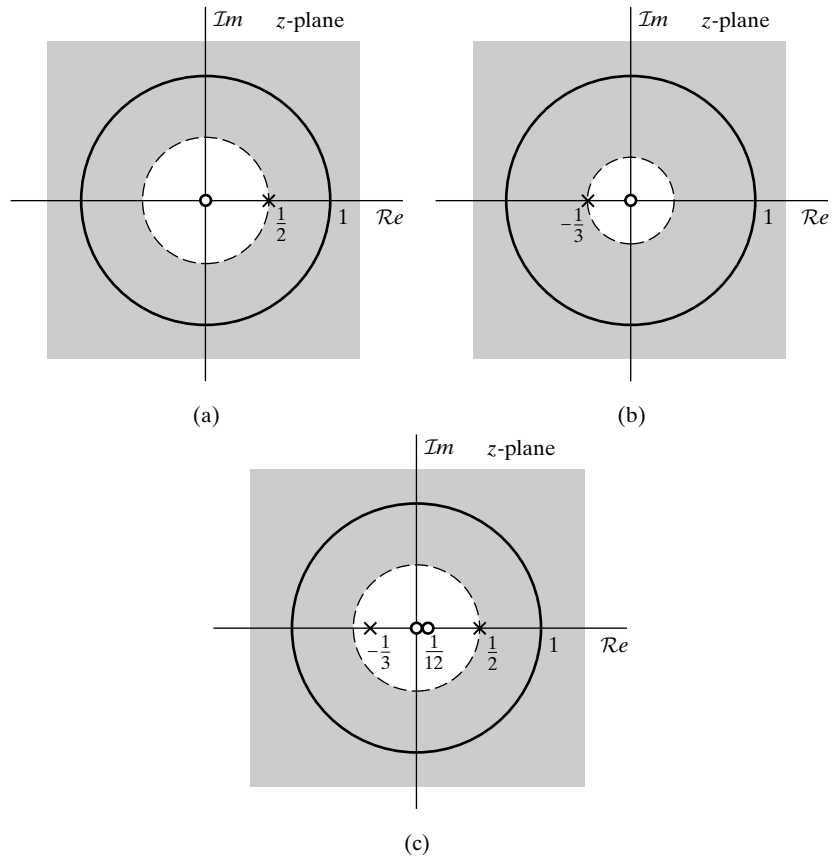 Im z-plane
Im z-plane
1/2 1 Re
-1/3 1 Re
(a)
(b)
Im z-plane
-1/3 1/12 1/2 1 Re
(c)